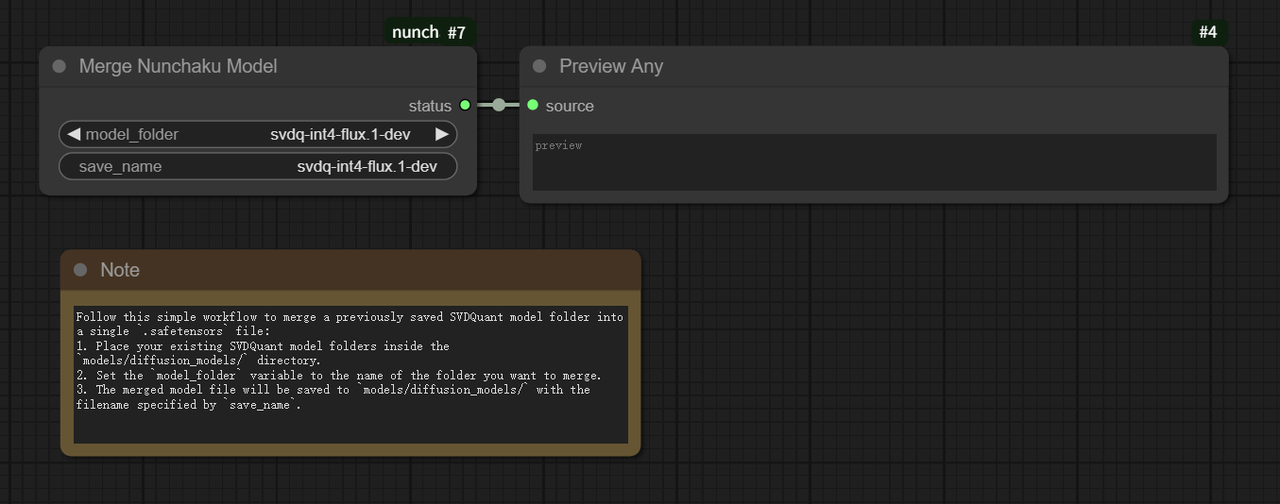 nunch #7
#4
Merge Nunchaku Model
Preview Any
status
source
model_folder svdq-int4-flux.1-dev
save_name svdq-int4-flux.1-dev
preview
Note
Follow this simple workflow to merge a previously saved SVDQuant model folder into
a single `.safetensors` file:
1. Place your existing SVDQuant model folders inside the
`models/diffusion_models/` directory.
2. Set the `model_folder` variable to the name of the folder you want to merge.
3. The merged model file will be saved to `models/diffusion_models/` with the
filename specified by `save_name`.